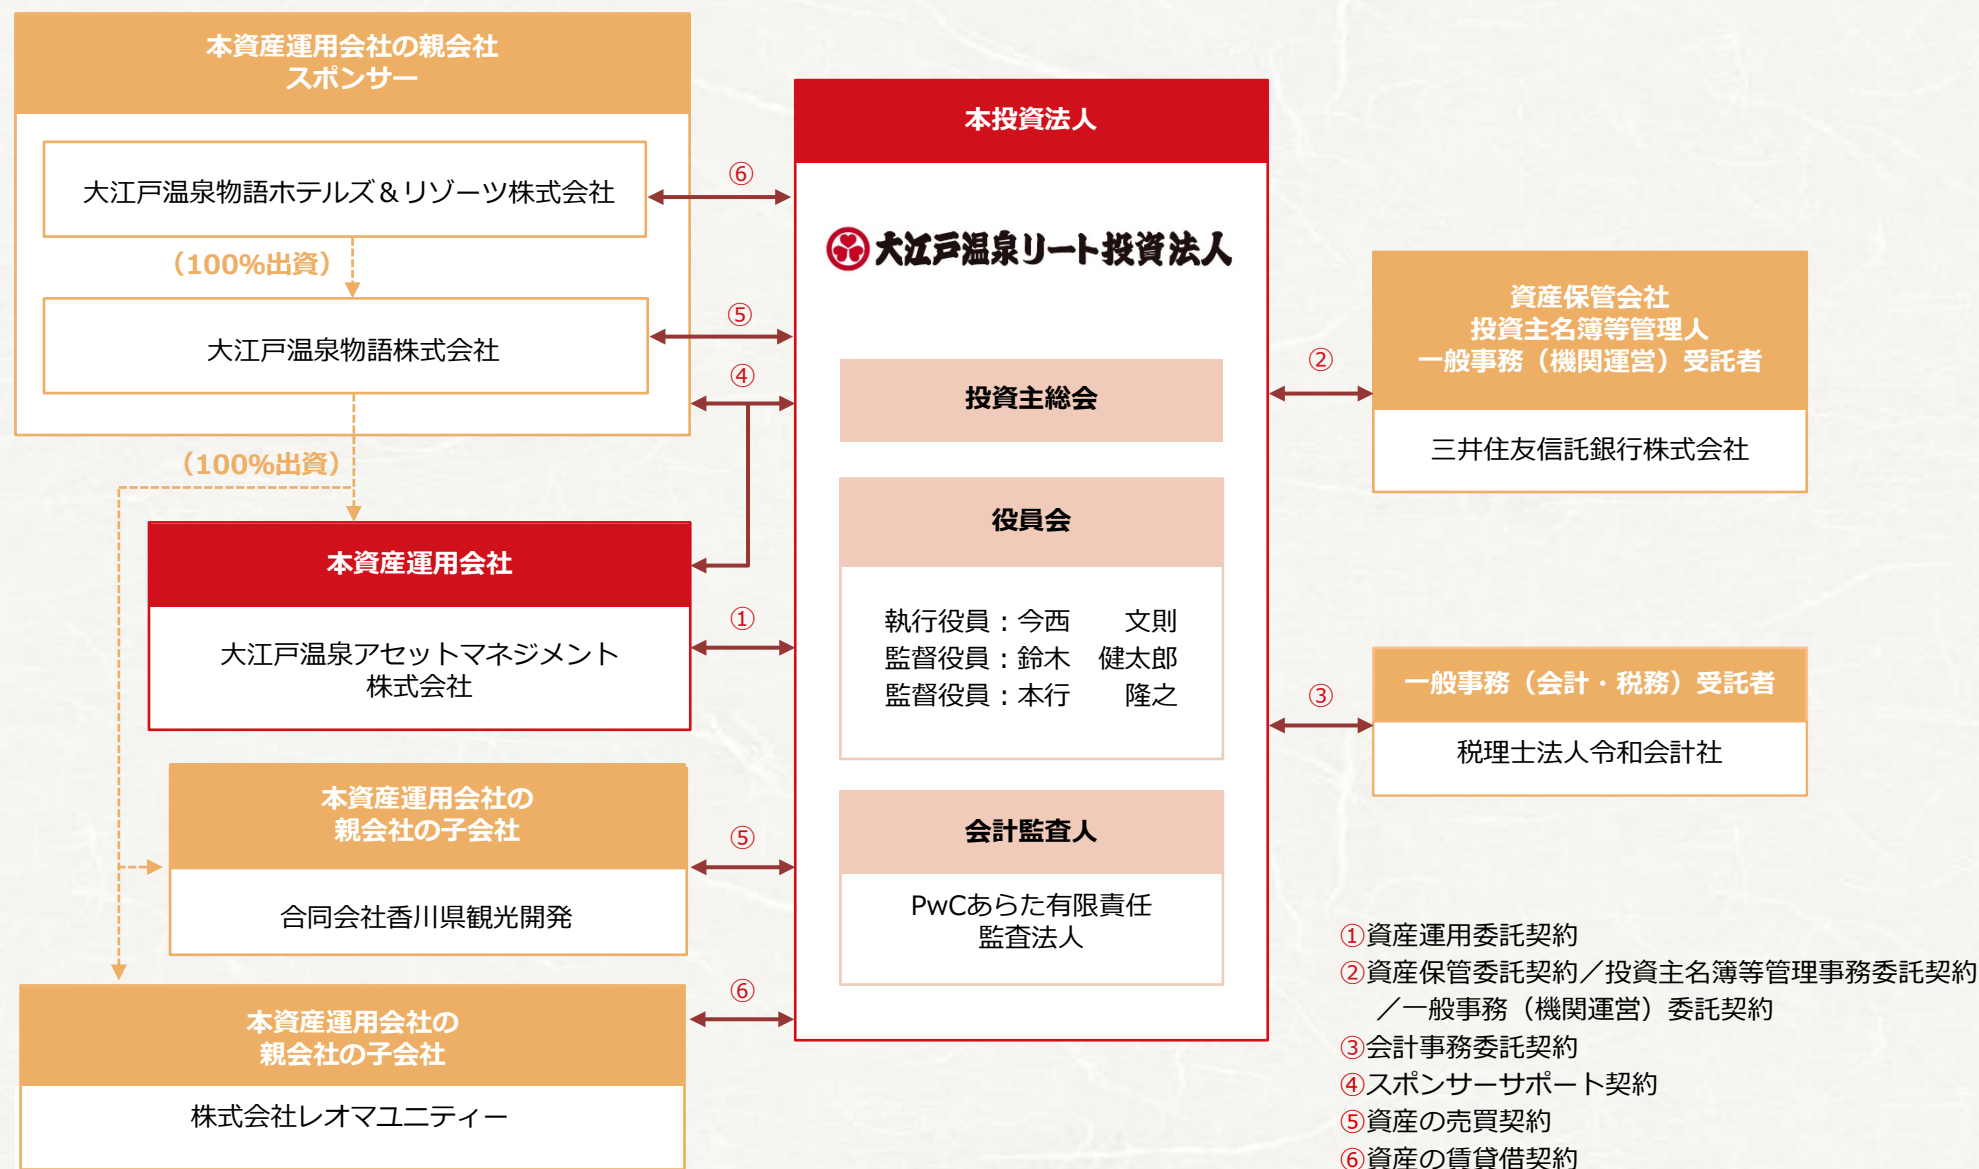 本資産運用会社の親会社
スポンサー
大江戸温泉物語ホテルズ＆リゾーツ株式会社
（100%出資）
大江戸温泉物語株式会社
（100%出資）
本資産運用会社
大江戸温泉アセットマネジメント
株式会社
本資産運用会社の
親会社の子会社
合同会社香川県観光開発
本資産運用会社の
親会社の子会社
株式会社レオマユニティー
⑥
⑤
④
①
⑤
⑥
本投資法人
大江戸温泉リート投資法人
投資主総会
役員会
執行役員：今西　　文則
監督役員：鈴木　健太郎
監督役員：本行　　隆之
会計監査人
PwCあらた有限責任
監査法人
②
③
資産保管会社
投資主名簿等管理人
一般事務（機関運営）受託者
三井住友信託銀行株式会社
一般事務（会計・税務）受託者
税理士法人令和会計社
①資産運用委託契約
②資産保管委託契約／投資主名簿等管理事務委託契約
／一般事務（機関運営）委託契約
③会計事務委託契約
④スポンサーサポート契約
⑤資産の売買契約
⑥資産の賃貸借契約